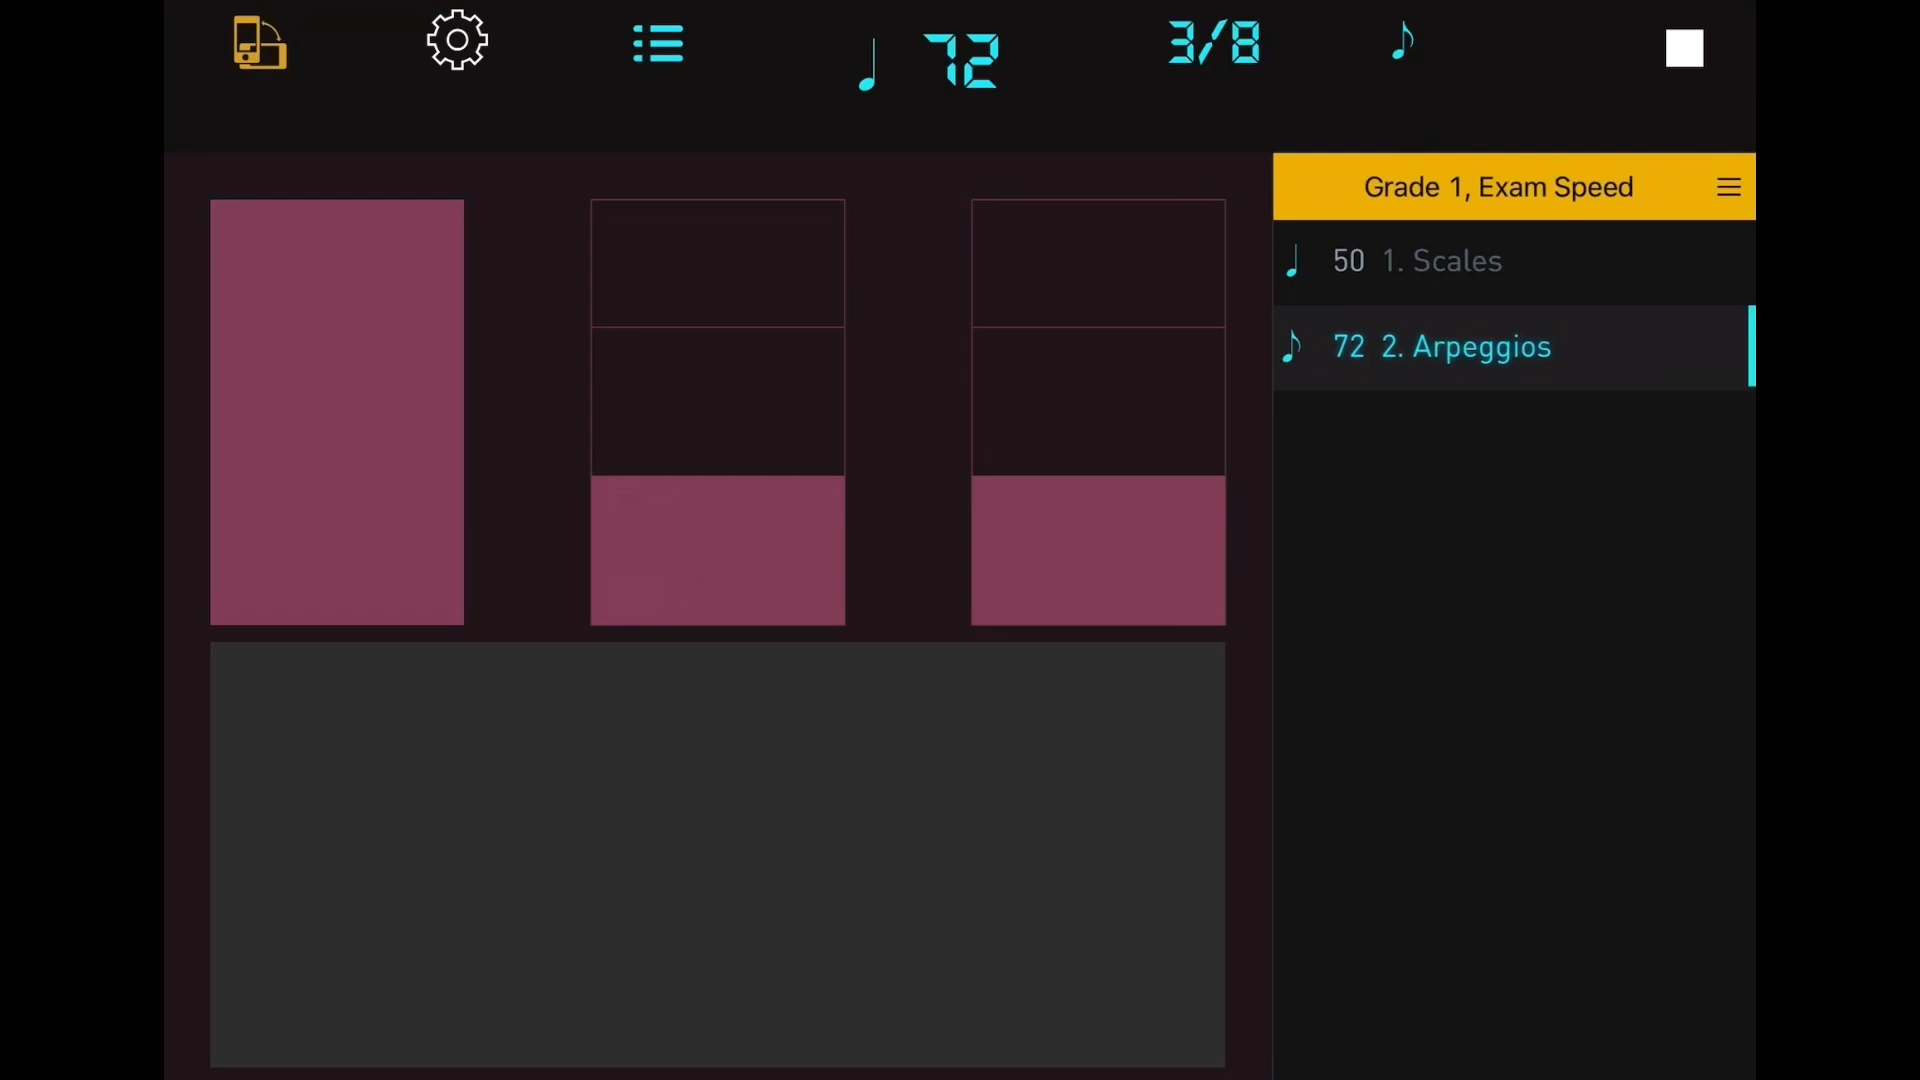 72
3/8
Grade 1, Exam Speed
50 1. Scales
72 2. Arpeggios